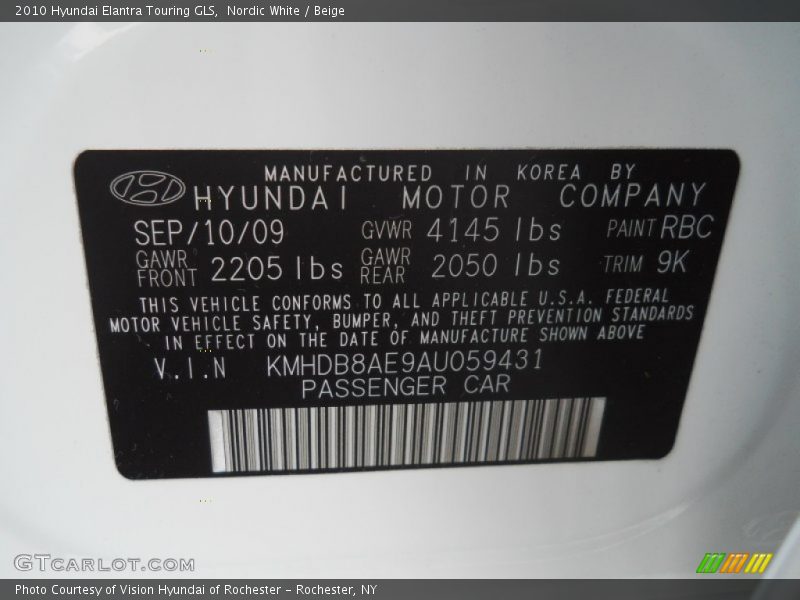 2010 Hyundai Elantra Touring GLS, Nordic White / Beige
MANUFACTURED IN KOREA BY
HYUNDAI MOTOR COMPANY
SEP/10/09 GVWR 4145 lbs PAINT RBC
GAWR FRONT 2205 lbs GAWR REAR 2050 lbs TRIM 9K
THIS VEHICLE CONFORMS TO ALL APPLICABLE U.S.A. FEDERAL
MOTOR VEHICLE SAFETY, BUMPER, AND THEFT PREVENTION STANDARDS
IN EFFECT ON THE DATE OF MANUFACTURE SHOWN ABOVE
V.I.N KMHDB8AE9AU059431
PASSENGER CAR
GTCARLOT.COM
Photo Courtesy of Vision Hyundai of Rochester - Rochester, NY